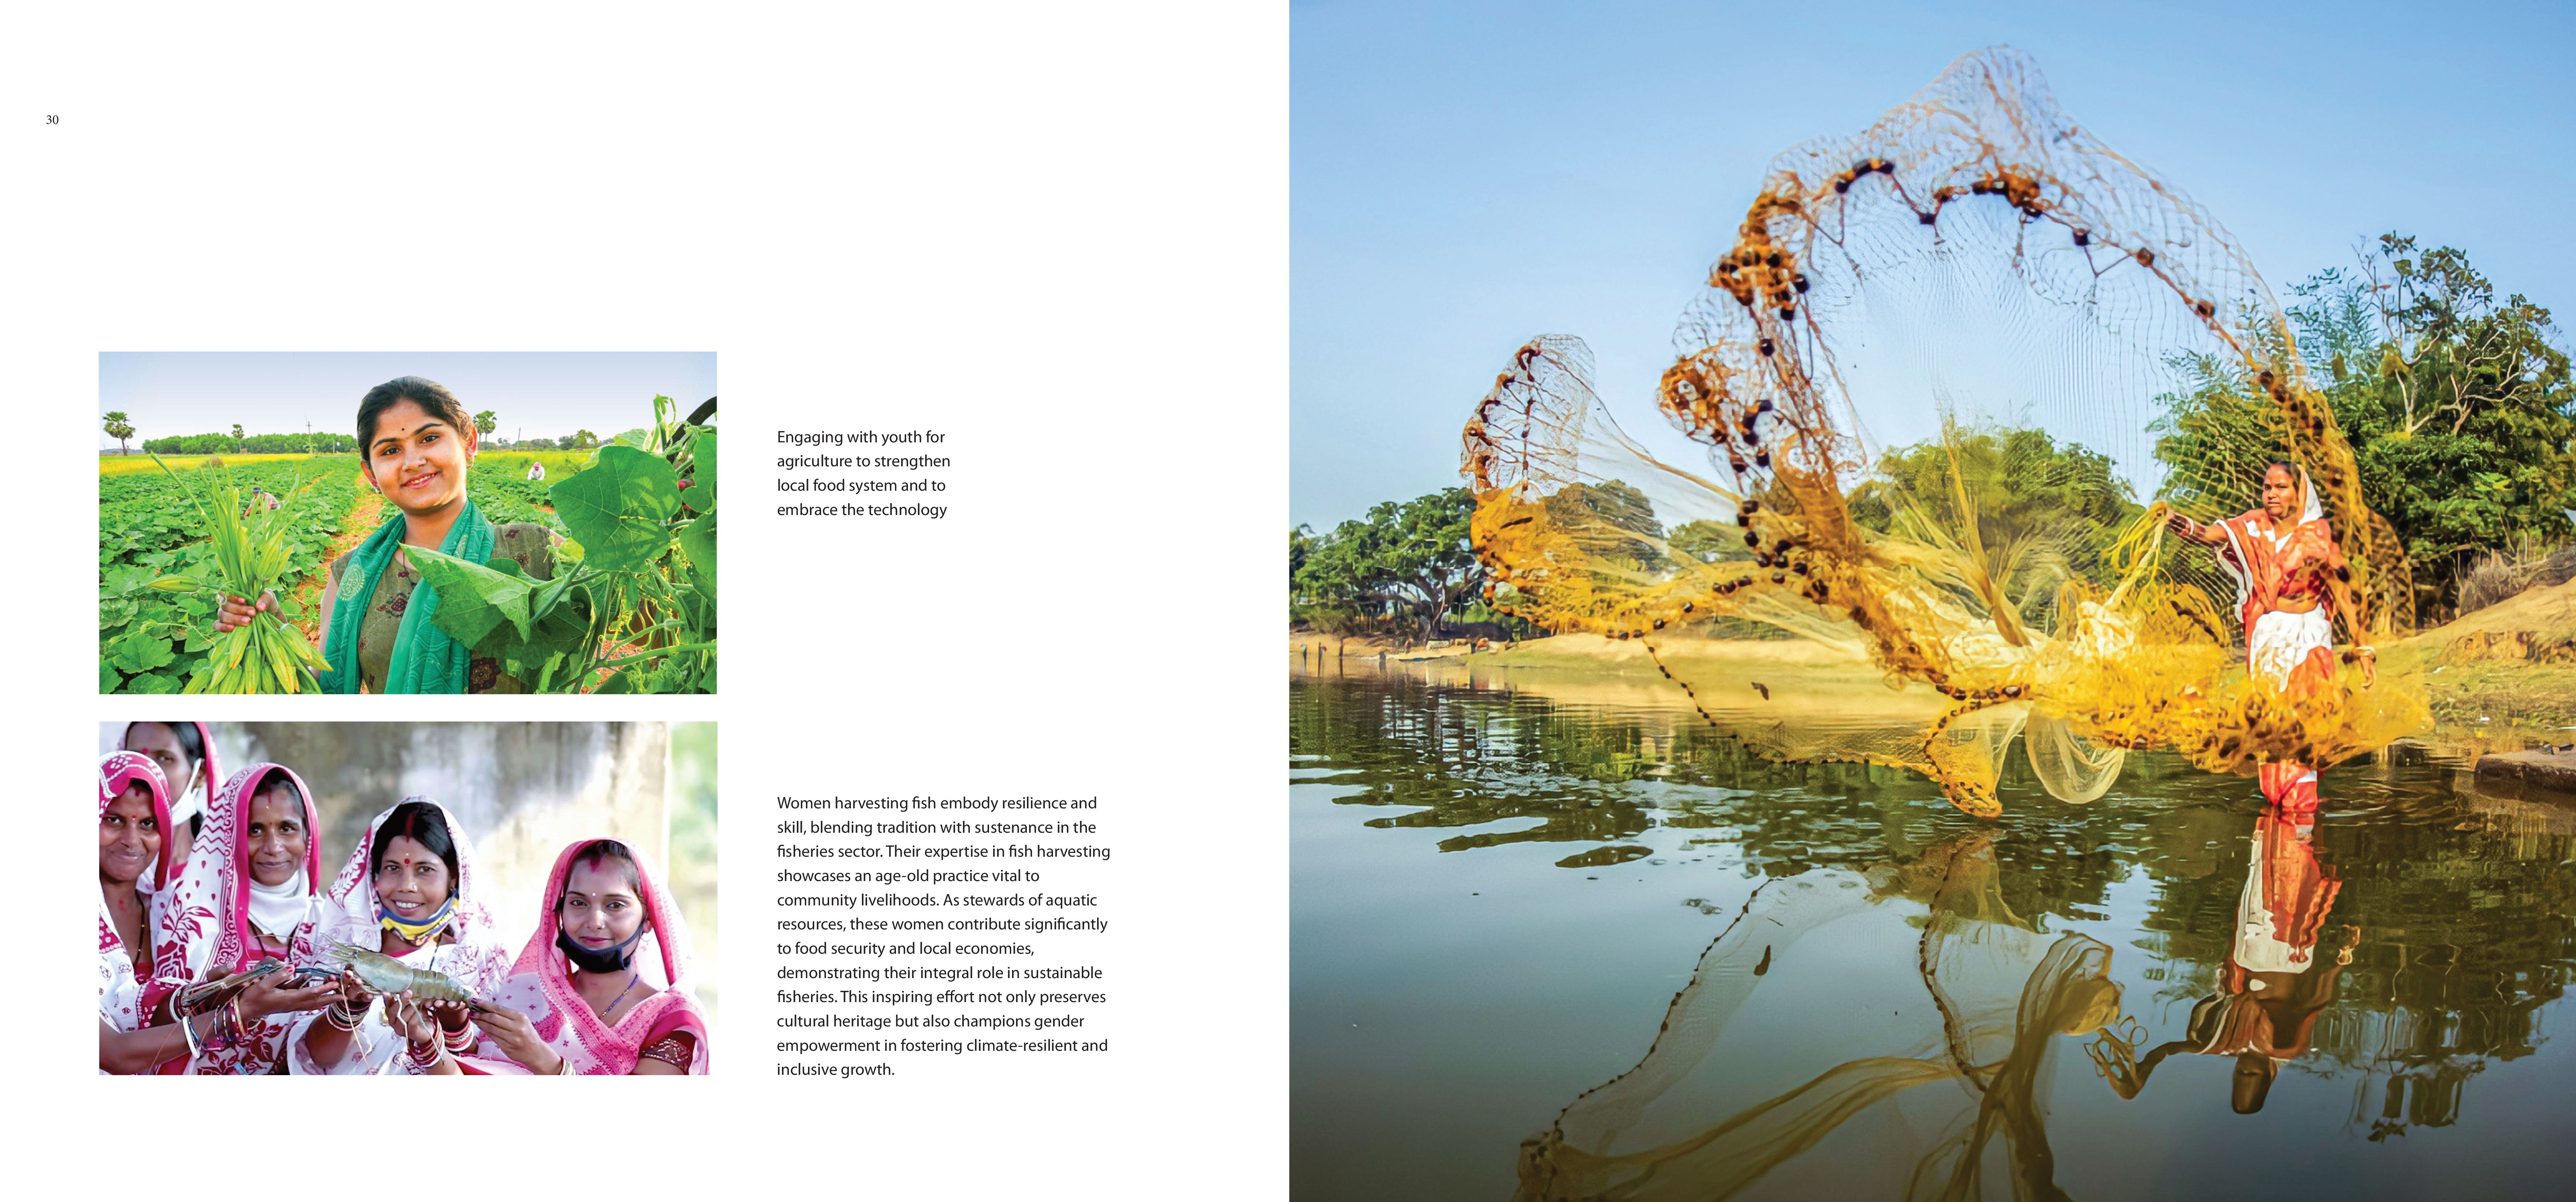 30
Engaging with youth for
agriculture to strengthen
local food system and to
embrace the technology
Women harvesting fish embody resilience and
skill, blending tradition with sustenance in the
fisheries sector. Their expertise in fish harvesting
showcases an age-old practice vital to
community livelihoods. As stewards of aquatic
resources, these women contribute significantly
to food security and local economies,
demonstrating their integral role in sustainable
fisheries. This inspiring effort not only preserves
cultural heritage but also champions gender
empowerment in fostering climate-resilient and
inclusive growth.